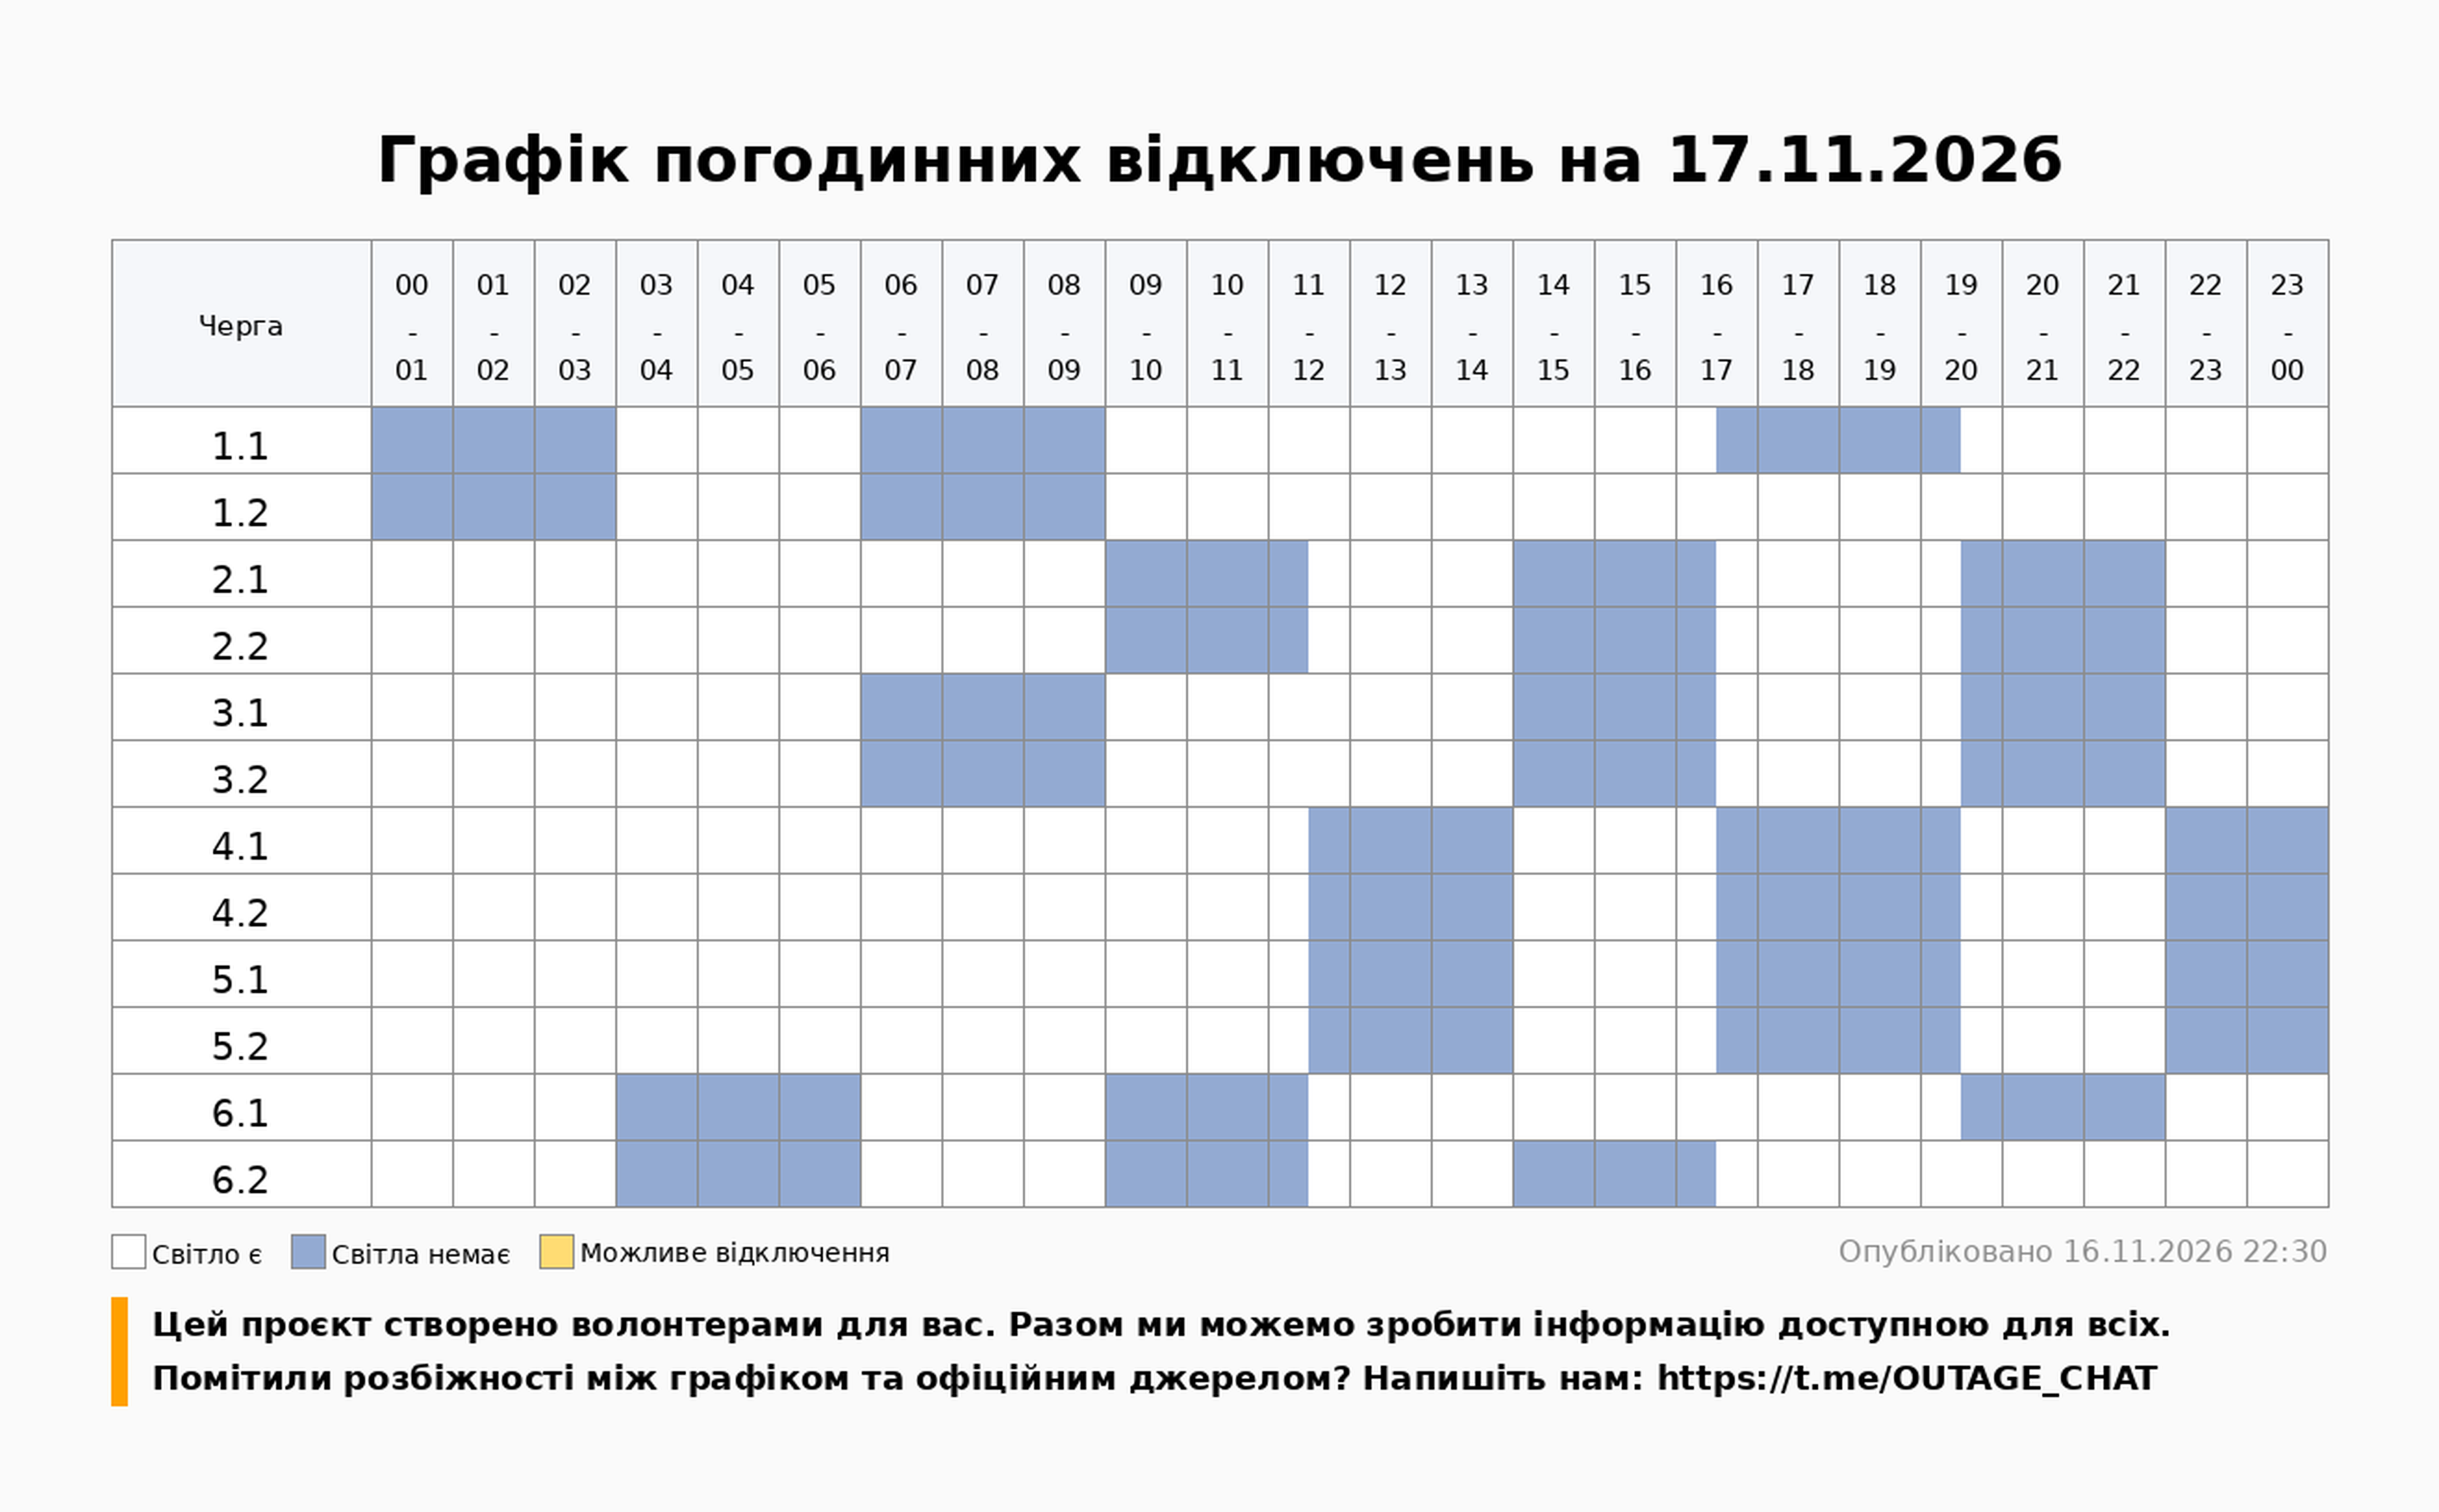 Графік погодинних відключень на 17.11.2026
Черга
00 - 01
01 - 02
02 - 03
03 - 04
04 - 05
05 - 06
06 - 07
07 - 08
08 - 09
09 - 10
10 - 11
11 - 12
12 - 13
13 - 14
14 - 15
15 - 16
16 - 17
17 - 18
18 - 19
19 - 20
20 - 21
21 - 22
22 - 23
23 - 00
1.1
1.2
2.1
2.2
3.1
3.2
4.1
4.2
5.1
5.2
6.1
6.2
Світло є
Світла немає
Можливе відключення
Опубліковано 16.11.2026 22:30
Цей проєкт створено волонтерами для вас. Разом ми можемо зробити інформацію доступною для всіх.
Помітили розбіжності між графіком та офіційним джерелом? Напишіть нам: https://t.me/OUTAGE_CHAT